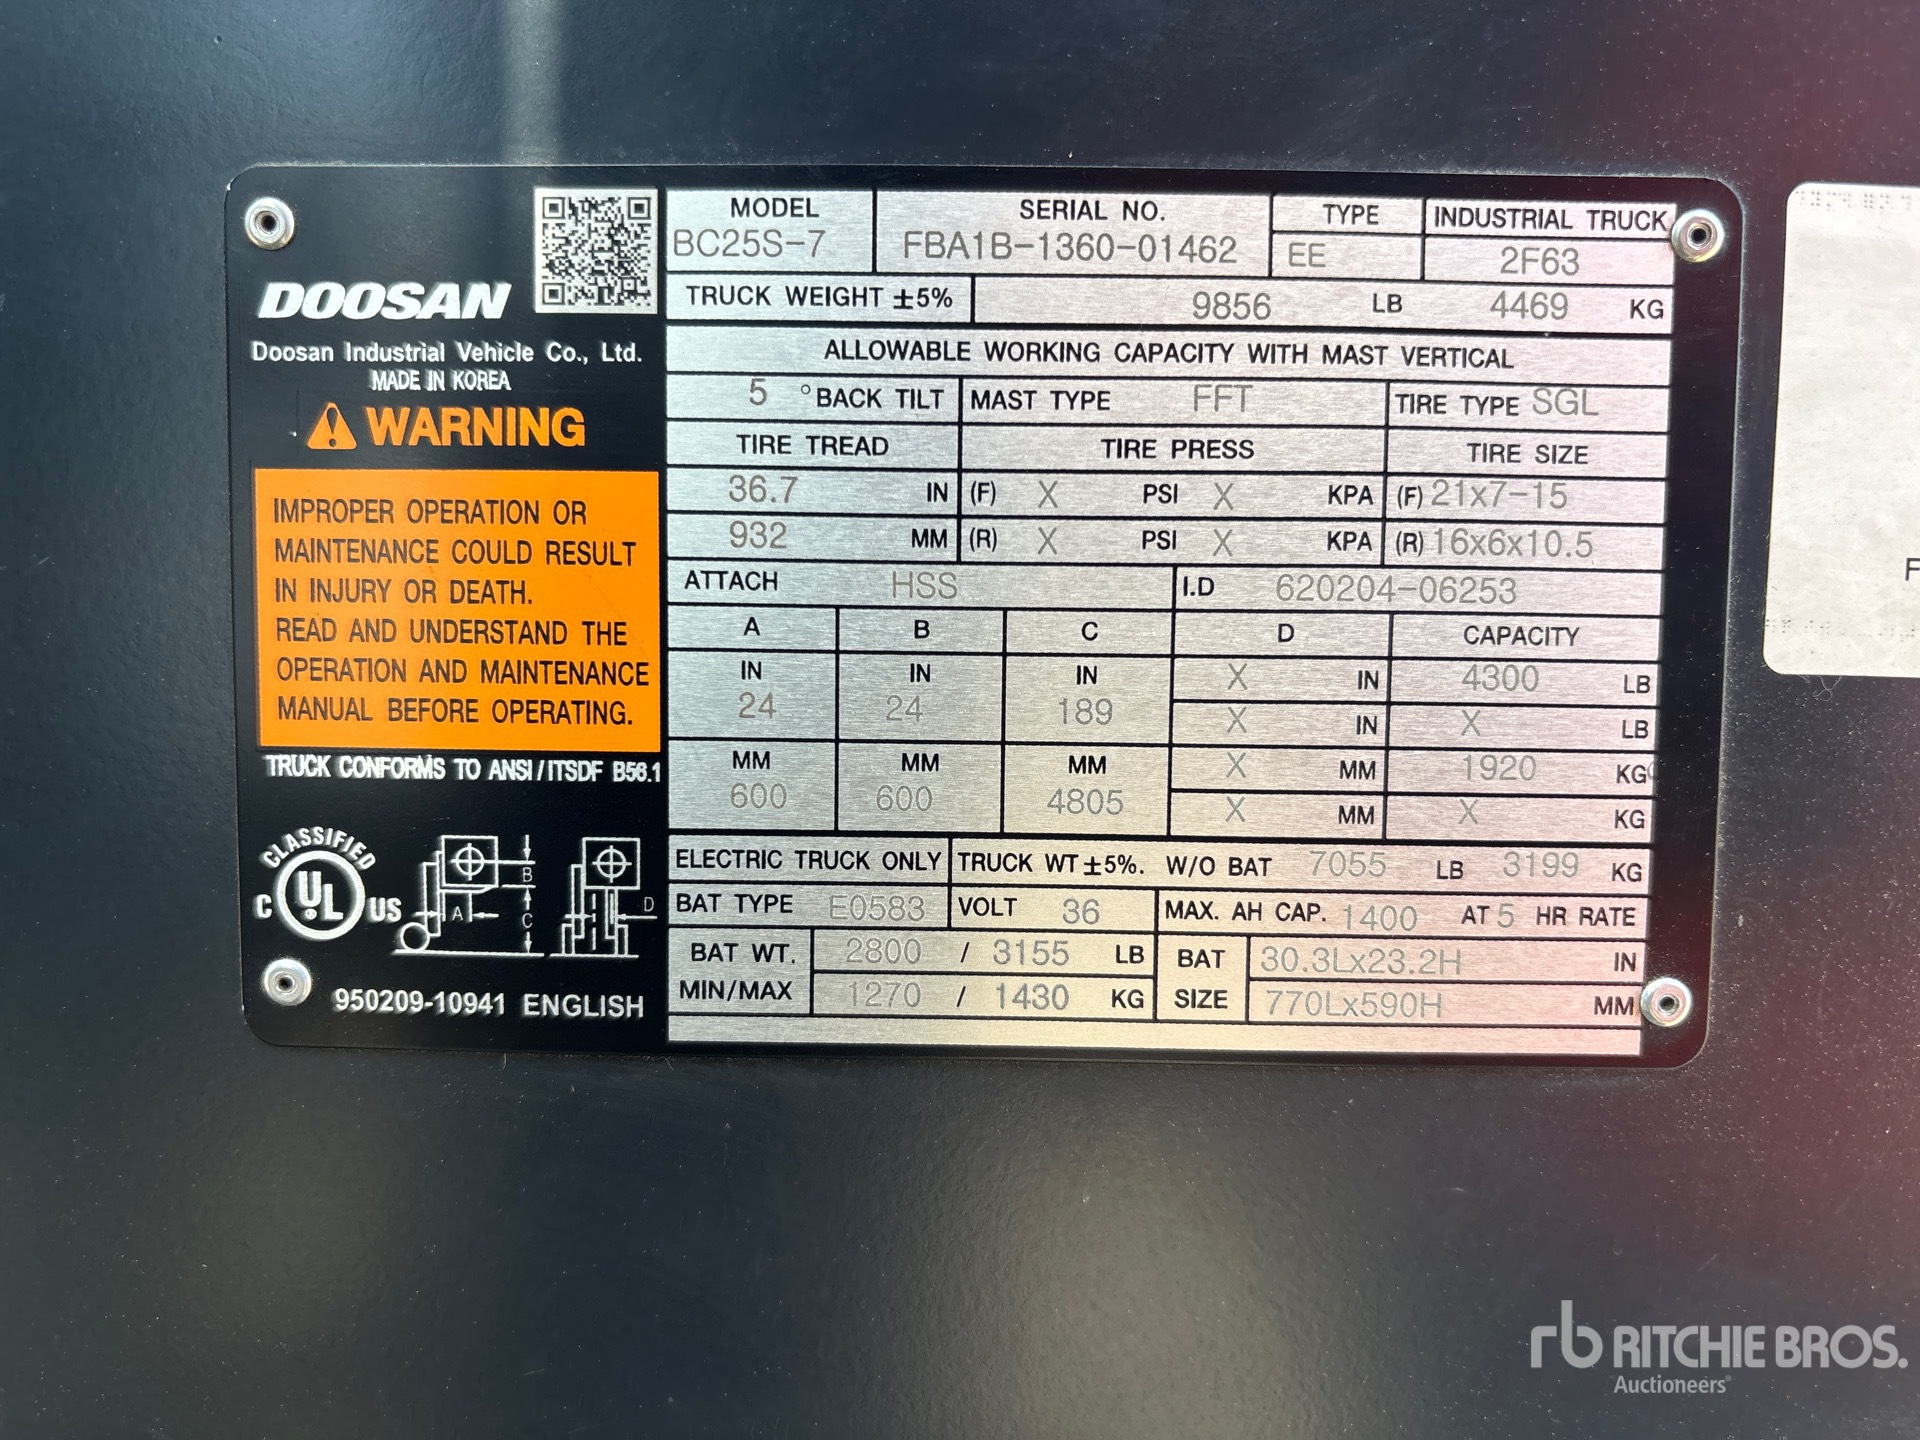 DOOSAN
Doosan Industrial Vehicle Co., Ltd.
MADE IN KOREA
WARNING
IMPROPER OPERATION OR
MAINTENANCE COULD RESULT
IN INJURY OR DEATH.
READ AND UNDERSTAND THE
OPERATION AND MAINTENANCE
MANUAL BEFORE OPERATING.
TRUCK CONFORMS TO ANSI/ITSDF B56.1
CLASSIFIED
C UL US
A B C D
950209-10941 ENGLISH
MODEL SERIAL NO. TYPE INDUSTRIAL TRUCK
BC25S-7 FBA1B-1360-01462 EE 2F63
TRUCK WEIGHT ±5% 9856 LB 4469 KG
ALLOWABLE WORKING CAPACITY WITH MAST VERTICAL
5 °BACK TILT MAST TYPE FFT TIRE TYPE SGL
TIRE TREAD TIRE PRESS TIRE SIZE
36.7 IN (F) X PSI X KPA (F) 21x7-15
932 MM (R) X PSI X KPA (R) 16x6x10.5
ATTACH HSS I.D 620204-06253
A B C D CAPACITY
IN IN IN X IN 4300 LB
24 24 189 X IN X LB
MM MM MM X MM 1920 KG
600 600 4805 X MM X KG
ELECTRIC TRUCK ONLY TRUCK WT ±5%. W/O BAT 7055 LB 3199 KG
BAT TYPE E0583 VOLT 36 MAX. AH CAP. 1400 AT 5 HR RATE
BAT WT. 2800 / 3155 LB BAT 30.3Lx23.2H IN
MIN/MAX 1270 / 1430 KG SIZE 770Lx590H MM
F
rb RITCHIE BROS.
Auctioneers